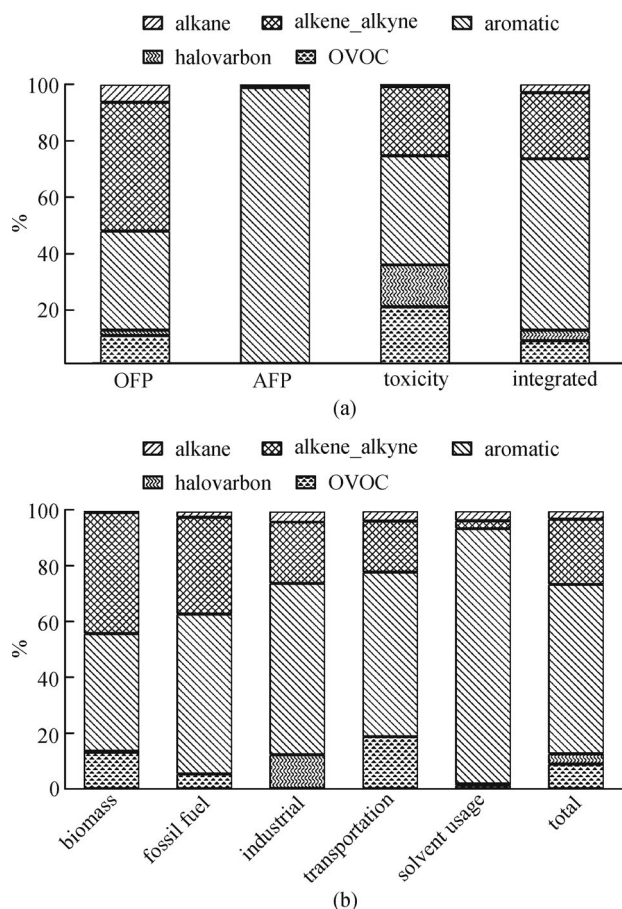 alkane alkene_alkyne aromatic
halovarbon OVOC
100
80
60
40
20
%
OFP AFP toxicity integrated
(a)
alkane alkene_alkyne aromatic
halovarbon OVOC
100
80
60
40
20
0
%
biomass fossil fuel industrial transportation solvent usage total
(b)